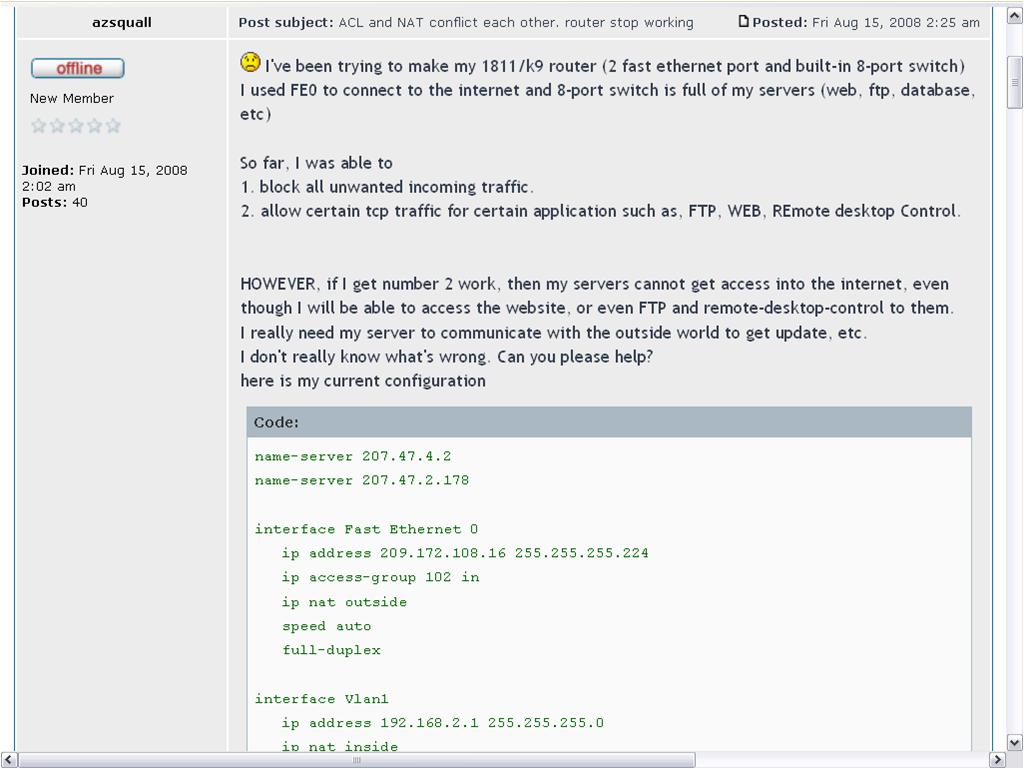 azsquall
Post subject: ACL and NAT conflict each other. router stop working
Posted: Fri Aug 15, 2008 2:25 am
offline
New Member
Joined: Fri Aug 15, 2008
2:02 am
Posts: 40
I've been trying to make my 1811/k9 router (2 fast ethernet port and built-in 8-port switch)
I used FE0 to connect to the internet and 8-port switch is full of my servers (web, ftp, database,
etc)
So far, I was able to
1. block all unwanted incoming traffic.
2. allow certain tcp traffic for certain application such as, FTP, WEB, REmote desktop Control.
HOWEVER, if I get number 2 work, then my servers cannot get access into the internet, even
though I will be able to access the website, or even FTP and remote-desktop-control to them.
I really need my server to communicate with the outside world to get update, etc.
I don't really know what's wrong. Can you please help?
here is my current configuration
Code:
name-server 207.47.4.2
name-server 207.47.2.178
interface Fast Ethernet 0
ip address 209.172.108.16 255.255.255.224
ip access-group 102 in
ip nat outside
speed auto
full-duplex
interface Vlan1
ip address 192.168.2.1 255.255.255.0
ip nat inside